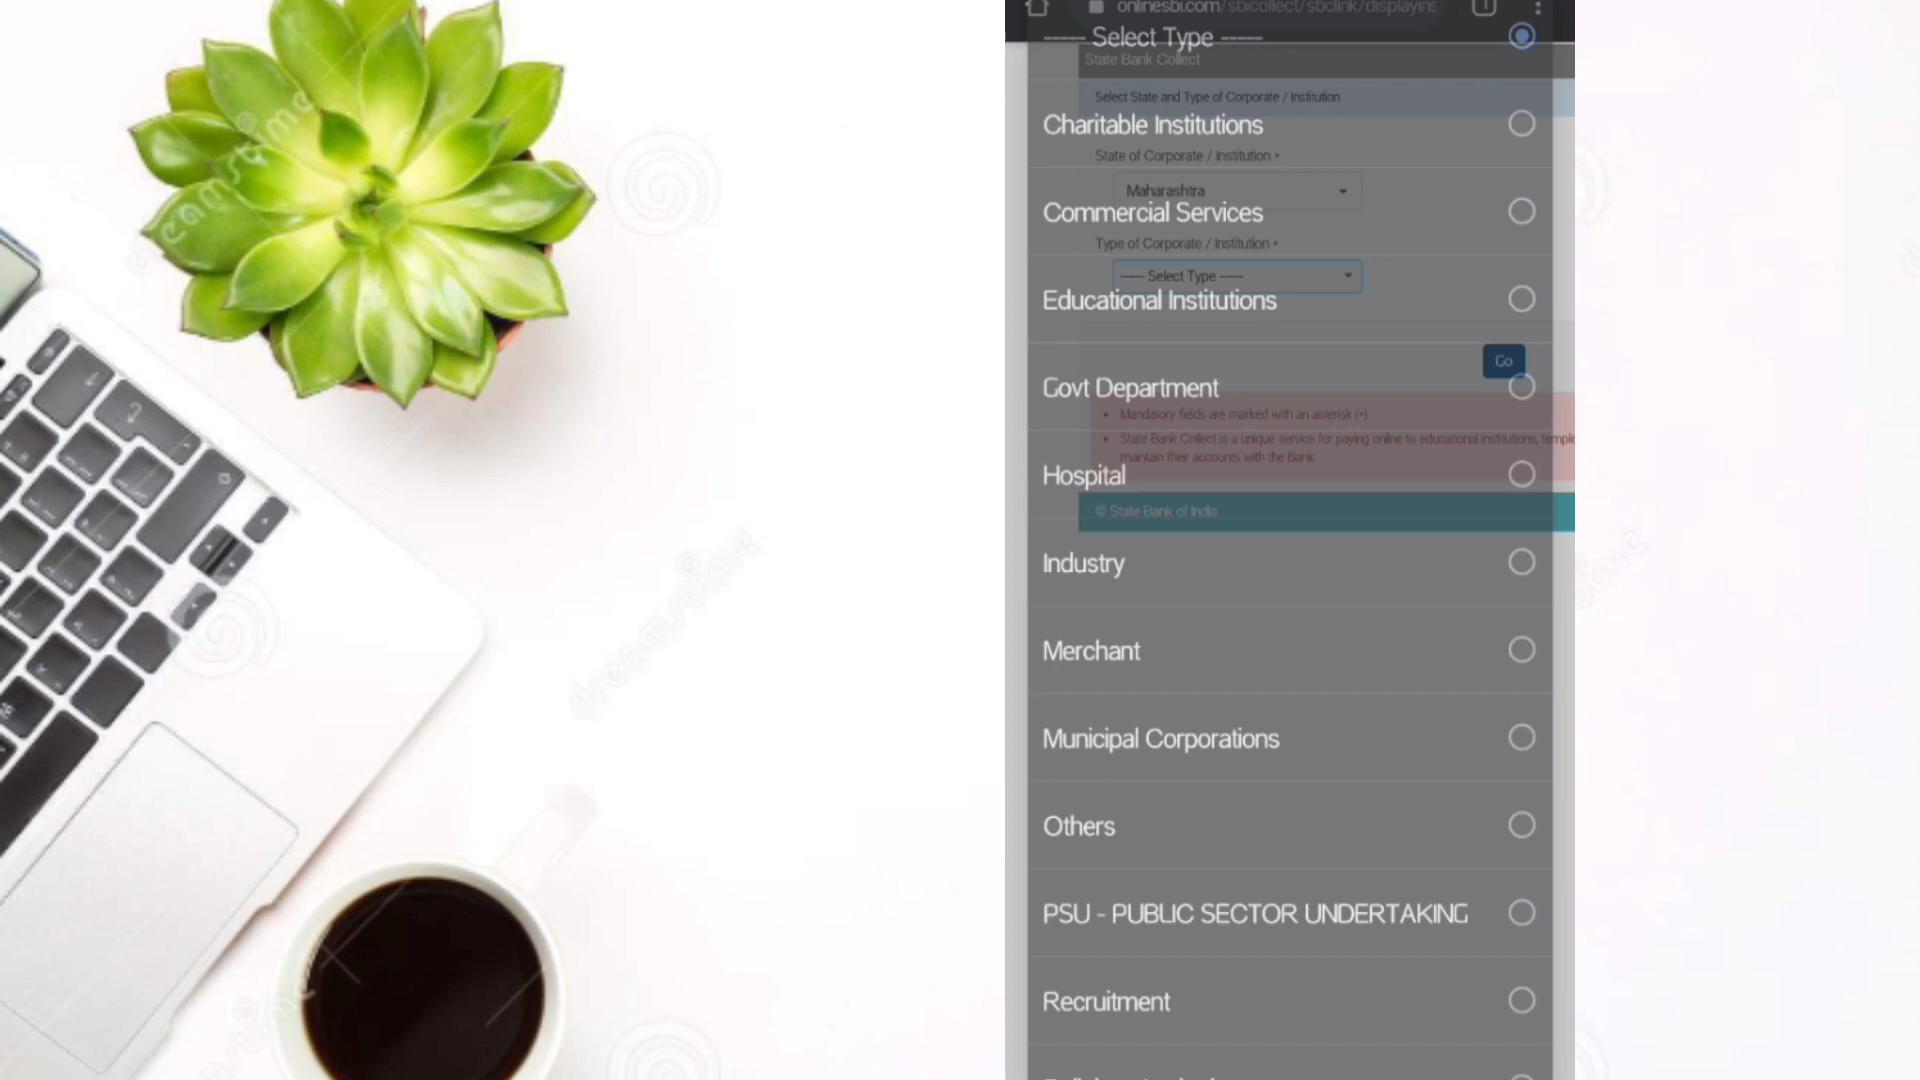 onlinesbi.com/sbicollect/sbclink/displayins
----- Select Type -----
State Bank Collect
Select State and Type of Corporate / Institution
Charitable Institutions
State of Corporate / Institution *
Maharashtra
Commercial Services
Type of Corporate / Institution *
----- Select Type -----
Educational Institutions
Go
Govt Department
Mandatory fields are marked with an asterisk (*)
State Bank Collect is a unique service for paying online to educational institutions, temple
maintain their accounts with the Bank.
Hospital
© State Bank of India
Industry
Merchant
Municipal Corporations
Others
PSU - PUBLIC SECTOR UNDERTAKING
Recruitment
dreamstime
dreamstime